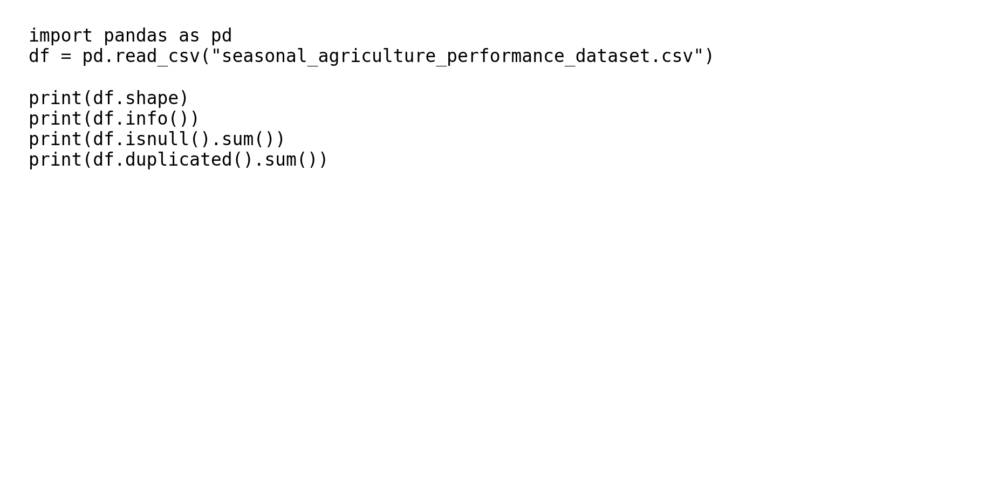 import pandas as pd
df = pd.read_csv("seasonal_agriculture_performance_dataset.csv")

print(df.shape)
print(df.info())
print(df.isnull().sum())
print(df.duplicated().sum())